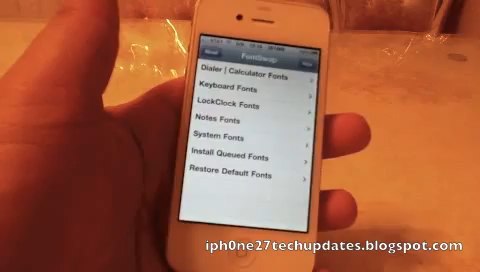 FontSwap
Dialer | Calculator Fonts
Keyboard Fonts
LockClock Fonts
Notes Fonts
System Fonts
Install Queued Fonts
Restore Default Fonts
iph0ne27techupdates.blogspot.com